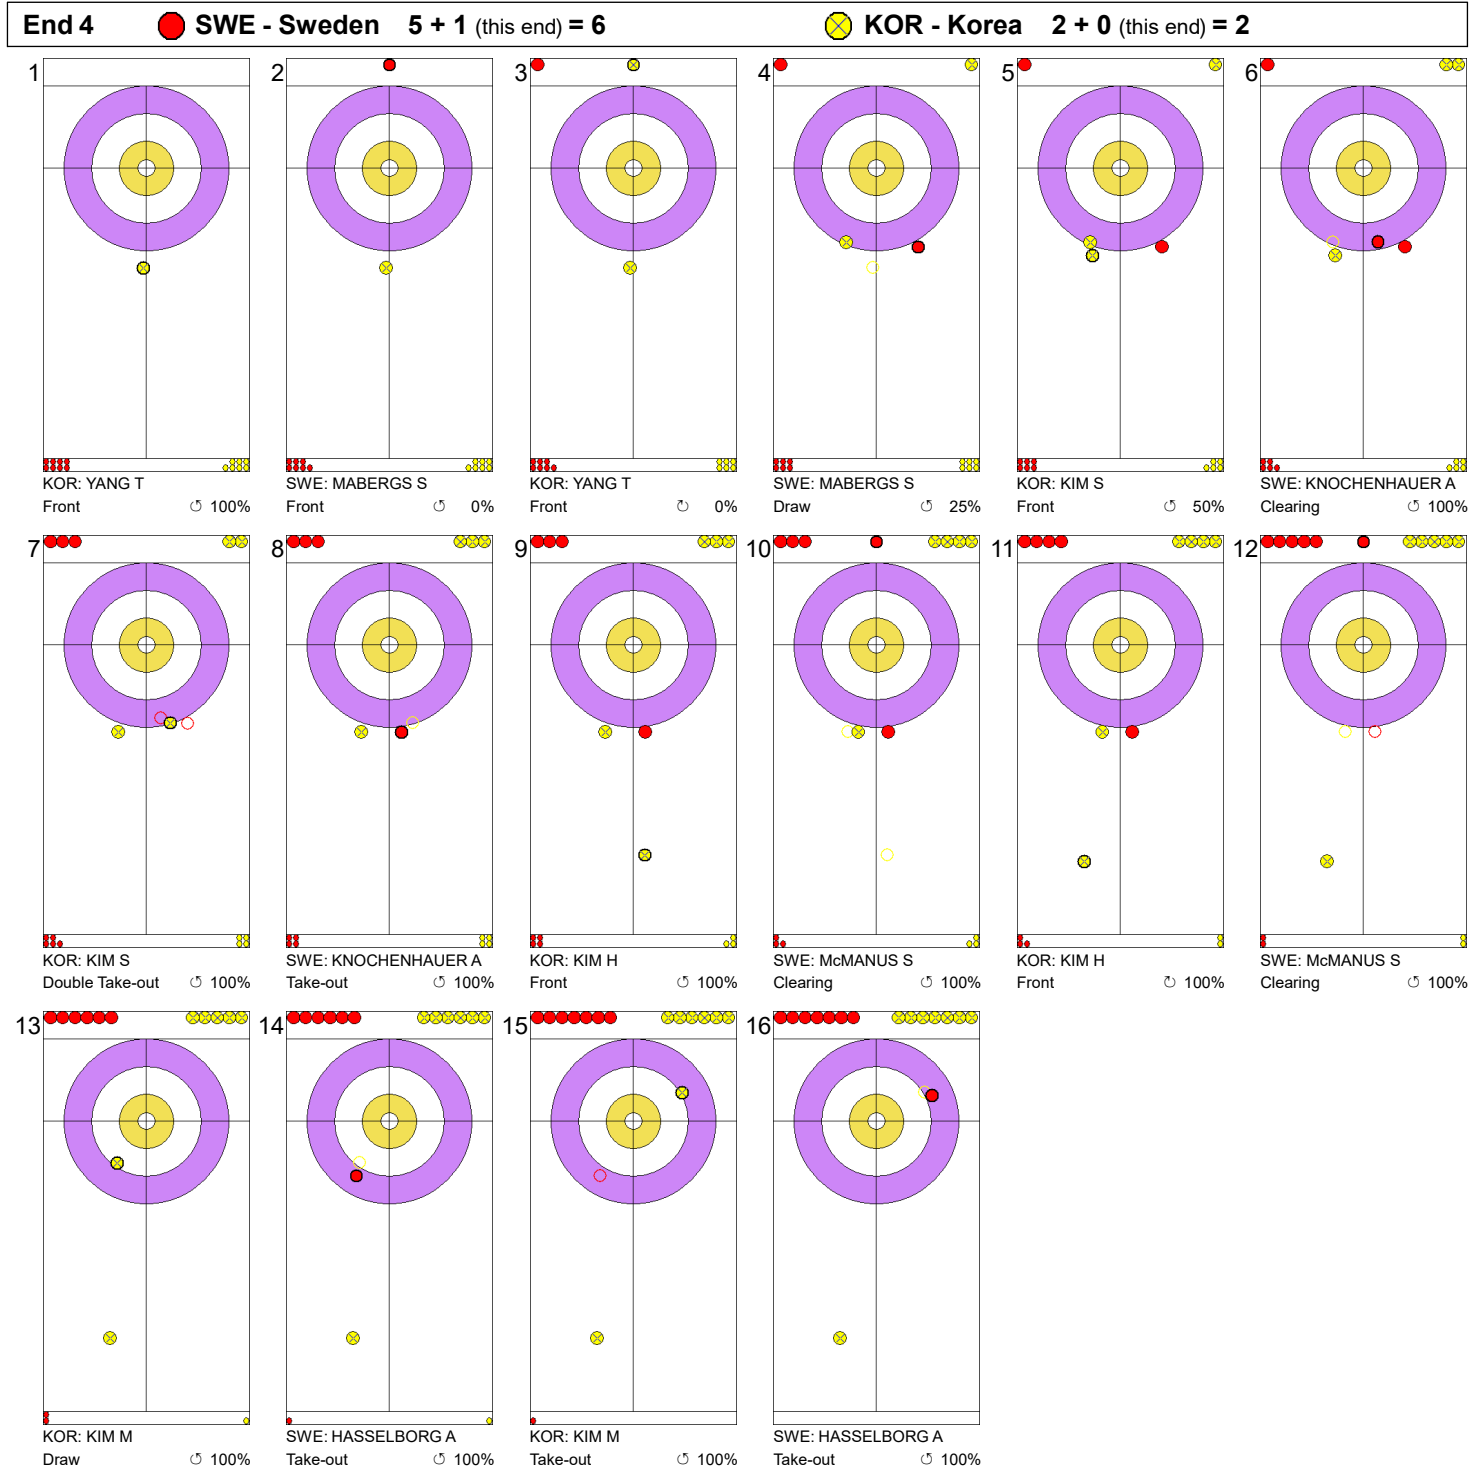 End 4 SWE - Sweden 5 + 1 (this end) = 6 KOR - Korea 2 + 0 (this end) = 2
1 2 3 4 5 6
KOR: YANG T SWE: MABERGS S KOR: YANG T SWE: MABERGS S KOR: KIM S SWE: KNOCHENHAUER A
Front ↺ 100% Front ↺ 0% Front ↻ 0% Draw ↺ 25% Front ↺ 50% Clearing ↺ 100%
7 8 9 10 11 12
KOR: KIM S SWE: KNOCHENHAUER A KOR: KIM H SWE: McMANUS S KOR: KIM H SWE: McMANUS S
Double Take-out ↺ 100% Take-out ↺ 100% Front ↺ 100% Clearing ↺ 100% Front ↻ 100% Clearing ↺ 100%
13 14 15 16
KOR: KIM M SWE: HASSELBORG A KOR: KIM M SWE: HASSELBORG A
Draw ↺ 100% Take-out ↺ 100% Take-out ↺ 100% Take-out ↺ 100%